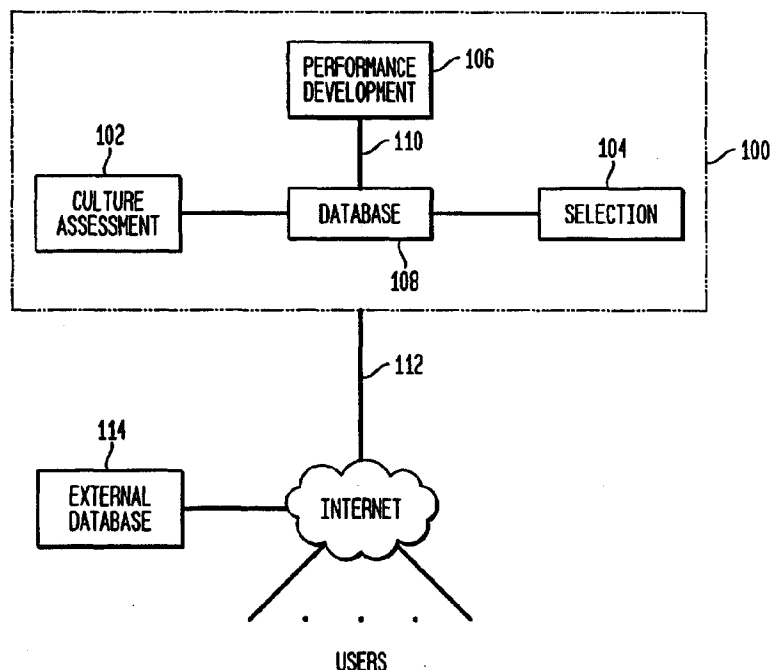 PERFORMANCE
DEVELOPMENT
106
110
102
CULTURE
ASSESSMENT
DATABASE
108
104
SELECTION
100
112
114
EXTERNAL
DATABASE
INTERNET
USERS